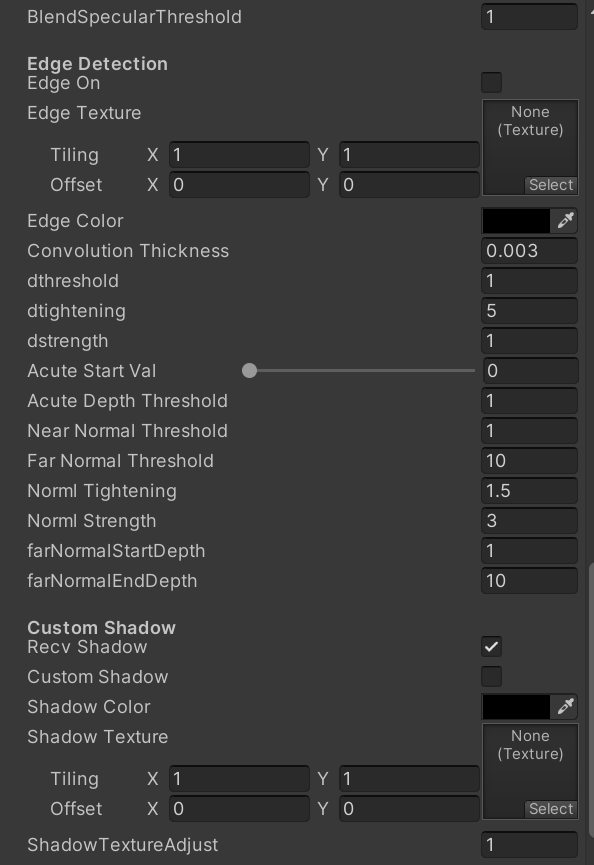 BlendSpecularThreshold 1
Edge Detection
Edge On
Edge Texture None
(Texture)
Tiling X 1 Y 1
Offset X 0 Y 0 Select
Edge Color
Convolution Thickness 0.003
dthreshold 1
dtightening 5
dstrength 1
Acute Start Val 0
Acute Depth Threshold 1
Near Normal Threshold 1
Far Normal Threshold 10
Norml Tightening 1.5
Norml Strength 3
farNormalStartDepth 1
farNormalEndDepth 10
Custom Shadow
Recv Shadow
Custom Shadow
Shadow Color
Shadow Texture None
(Texture)
Tiling X 1 Y 1
Offset X 0 Y 0 Select
ShadowTextureAdjust 1